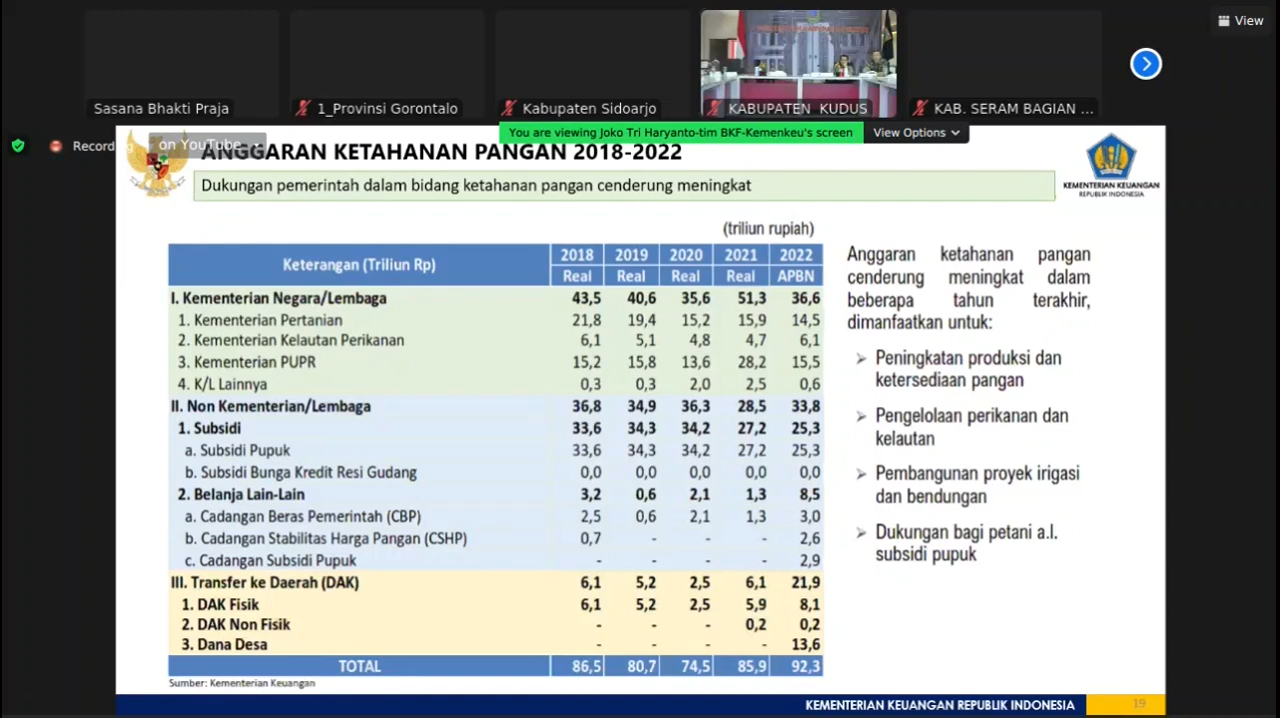 View
Sasana Bhakti Praja
1_Provinsi Gorontalo
Kabupaten Sidoarjo
KABUPATEN KUDUS
KAB. SERAM BAGIAN ...
You are viewing Joko Tri Haryanto-tim BKF-Kemenkeu's screen
View Options
Record
on YouTube
ANGGARAN KETAHANAN PANGAN 2018-2022
Dukungan pemerintah dalam bidang ketahanan pangan cenderung meningkat
KEMENTERIAN KEUANGAN
REPUBLIK INDONESIA
(triliun rupiah)
Keterangan (Triliun Rp) 2018 2019 2020 2021 2022
Real Real Real Real APBN
I. Kementerian Negara/Lembaga 43,5 40,6 35,6 51,3 36,6
1. Kementerian Pertanian 21,8 19,4 15,2 15,9 14,5
2. Kementerian Kelautan Perikanan 6,1 5,1 4,8 4,7 6,1
3. Kementerian PUPR 15,2 15,8 13,6 28,2 15,5
4. K/L Lainnya 0,3 0,3 2,0 2,5 0,6
II. Non Kementerian/Lembaga 36,8 34,9 36,3 28,5 33,8
1. Subsidi 33,6 34,3 34,2 27,2 25,3
a. Subsidi Pupuk 33,6 34,3 34,2 27,2 25,3
b. Subsidi Bunga Kredit Resi Gudang 0,0 0,0 0,0 0,0 0,0
2. Belanja Lain-Lain 3,2 0,6 2,1 1,3 8,5
a. Cadangan Beras Pemerintah (CBP) 2,5 0,6 2,1 1,3 3,0
b. Cadangan Stabilitas Harga Pangan (CSHP) 0,7 - - - 2,6
c. Cadangan Subsidi Pupuk - - - - 2,9
III. Transfer ke Daerah (DAK) 6,1 5,2 2,5 6,1 21,9
1. DAK Fisik 6,1 5,2 2,5 5,9 8,1
2. DAK Non Fisik - - - 0,2 0,2
3. Dana Desa - - - - 13,6
TOTAL 86,5 80,7 74,5 85,9 92,3
Sumber: Kementerian Keuangan
Anggaran ketahanan pangan
cenderung meningkat dalam
beberapa tahun terakhir,
dimanfaatkan untuk:
➢ Peningkatan produksi dan
ketersediaan pangan
➢ Pengelolaan perikanan dan
kelautan
➢ Pembangunan proyek irigasi
dan bendungan
➢ Dukungan bagi petani a.l.
subsidi pupuk
KEMENTERIAN KEUANGAN REPUBLIK INDONESIA
19